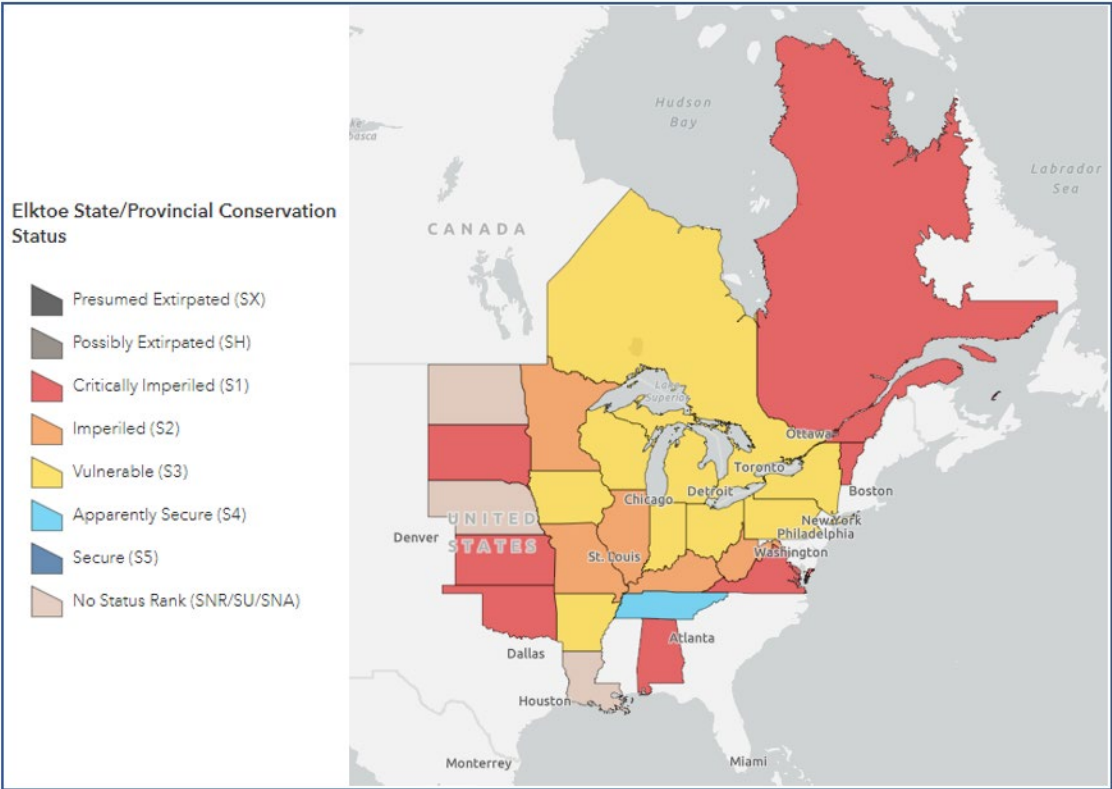 Elktoe State/Provincial Conservation
Status
Presumed Extirpated (SX)
Possibly Extirpated (SH)
Critically Imperiled (S1)
Imperiled (S2)
Vulnerable (S3)
Apparently Secure (S4)
Secure (S5)
No Status Rank (SNR/SU/SNA)
Hudson
Bay
Labrador
Sea
CANADA
Lake
Superior
Ottawa
Toronto
Chicago
Detroit
Boston
New York
Philadelphia
Washington
UNITED
STATES
Denver
St. Louis
Dallas
Atlanta
Houston
Monterrey
Miami